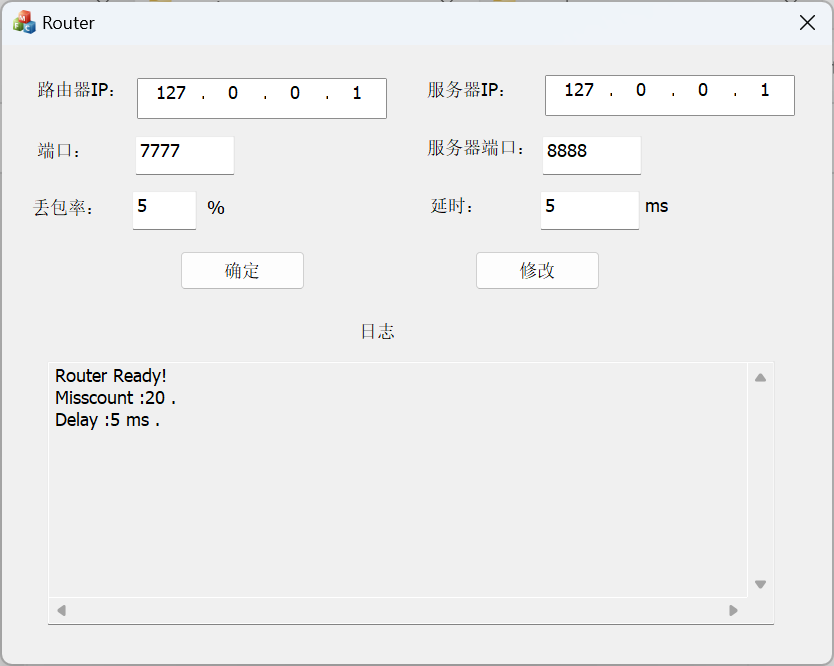 Router
路由器IP： 127 . 0 . 0 . 1 服务器IP： 127 . 0 . 0 . 1
端口： 7777 服务器端口： 8888
丢包率： 5 % 延时： 5 ms
确定 修改
日志
Router Ready!
Misscount :20 .
Delay :5 ms .